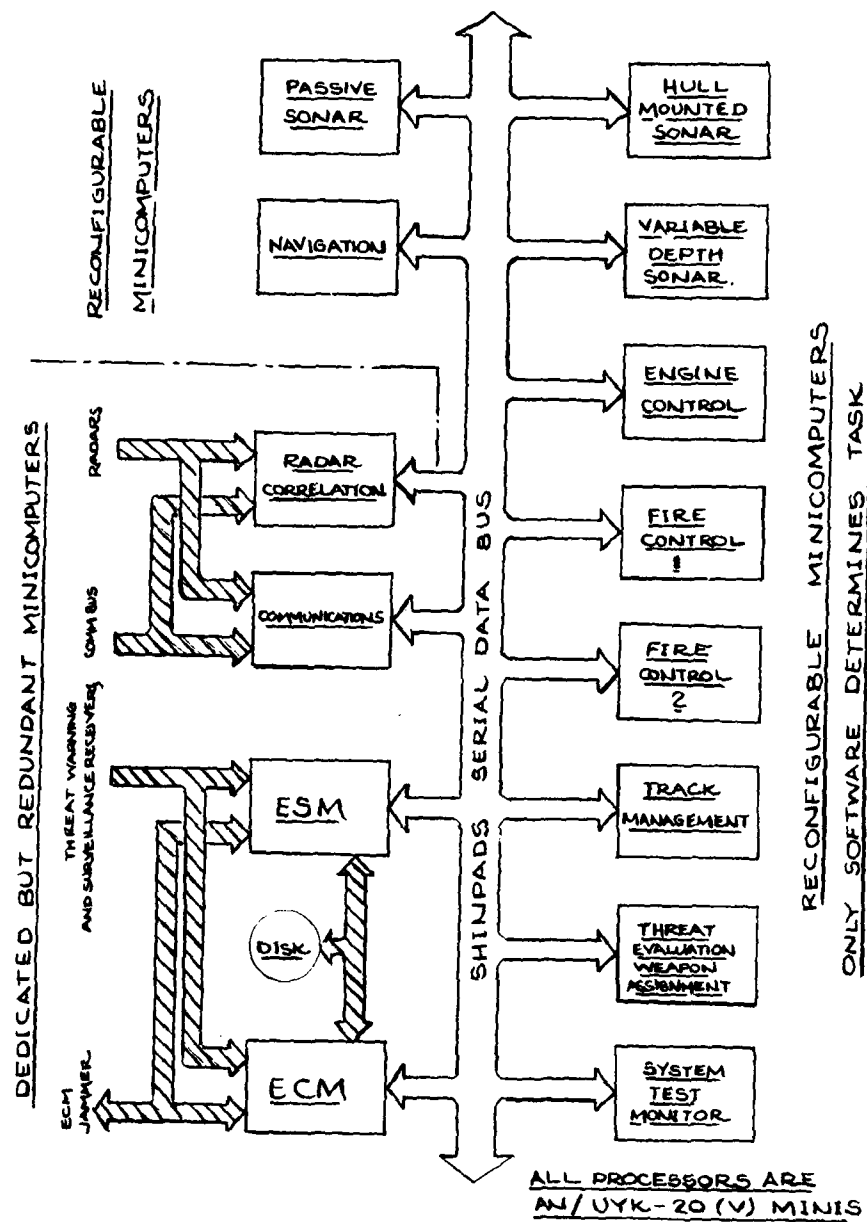 RECONFIGURABLE
MINICOMPUTERS
PASSIVE
SONAR
NAVIGATION
HULL
MOUNTED
SONAR
VARIABLE
DEPTH
SONAR.
ENGINE
CONTROL
FIRE
CONTROL
1
FIRE
CONTROL
2
TRACK
MANAGEMENT
THREAT
EVALUATION
WEAPON
ASSIGNMENT
SYSTEM
TEST
MONITOR
DEDICATED BUT REDUNDANT MINICOMPUTERS
RADARS
COMM BUS
THREAT WARNING
AND SURVEILLANCE RECEIVERS
ECM
JAMMER
RADAR
CORRELATION
COMMUNICATIONS
ESM
DISK
ECM
SHINPADS SERIAL DATA BUS
RECONFIGURABLE MINICOMPUTERS
ONLY SOFTWARE DETERMINES TASK
ALL PROCESSORS ARE
AN/UYK-20 (V) MINIS